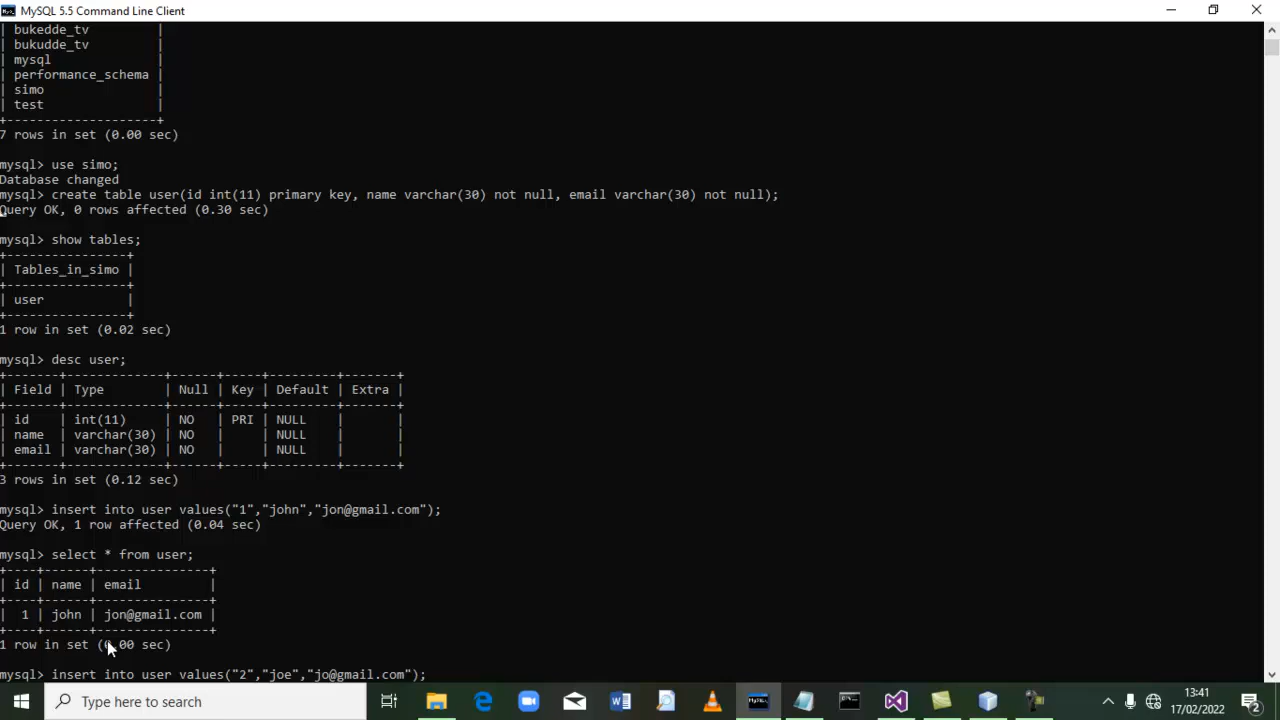 MySQL 5.5 Command Line Client
| bukedde_tv         |
| bukudde_tv         |
| mysql              |
| performance_schema |
| simo               |
| test               |
+--------------------+
7 rows in set (0.00 sec)
mysql> use simo;
Database changed
mysql> create table user(id int(11) primary key, name varchar(30) not null, email varchar(30) not null);
Query OK, 0 rows affected (0.30 sec)
mysql> show tables;
+----------------+
| Tables_in_simo |
+----------------+
| user           |
+----------------+
1 row in set (0.02 sec)
mysql> desc user;
+-------+-------------+------+-----+---------+-------+
| Field | Type        | Null | Key | Default | Extra |
+-------+-------------+------+-----+---------+-------+
| id    | int(11)     | NO   | PRI | NULL    |       |
| name  | varchar(30) | NO   |     | NULL    |       |
| email | varchar(30) | NO   |     | NULL    |       |
+-------+-------------+------+-----+---------+-------+
3 rows in set (0.12 sec)
mysql> insert into user values("1","john","jon@gmail.com");
Query OK, 1 row affected (0.04 sec)
mysql> select * from user;
+----+------+---------------+
| id | name | email         |
+----+------+---------------+
|  1 | john | jon@gmail.com |
+----+------+---------------+
1 row in set (0.00 sec)
mysql> insert into user values("2","joe","jo@gmail.com");
Type here to search
13:41
17/02/2022
2